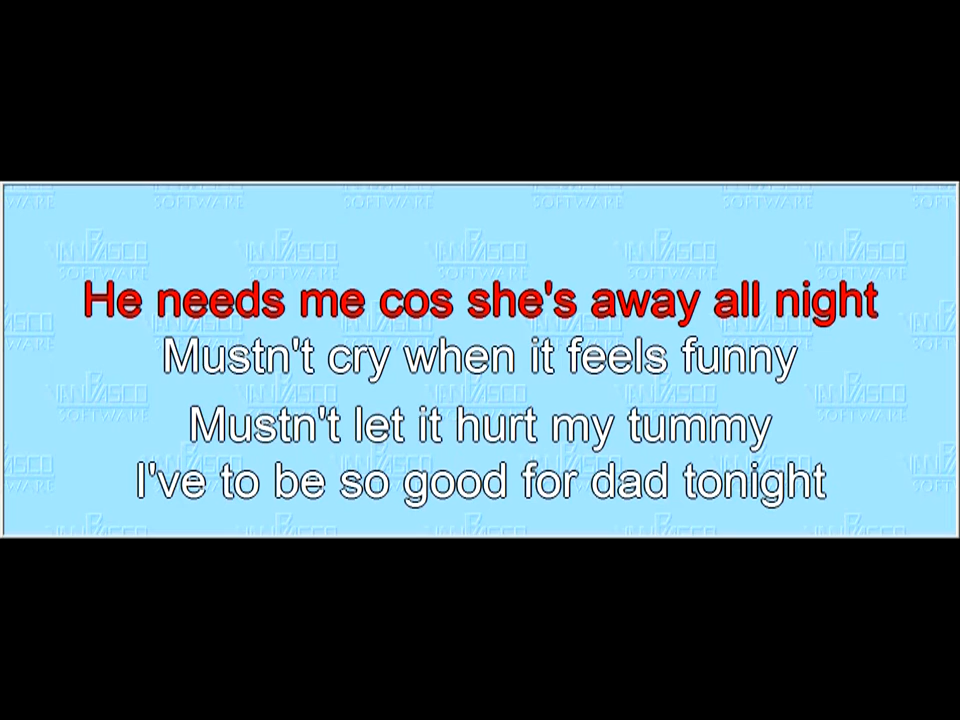 He needs me cos she's away all night
Mustn't cry when it feels funny
Mustn't let it hurt my tummy
I've to be so good for dad tonight